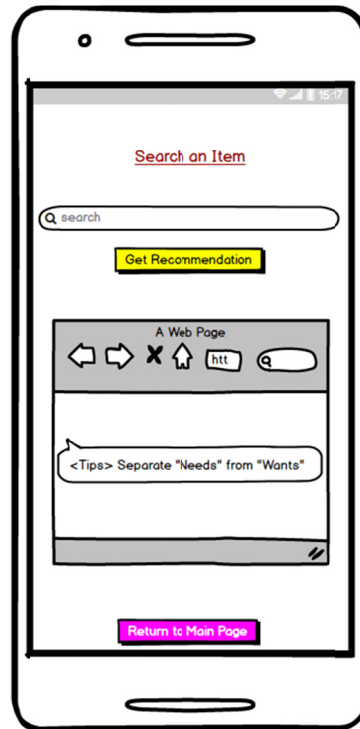 15:17
Search an Item
search
Get Recommendation
A Web Page
htt
<Tips> Separate "Needs" from "Wants"
Return to Main Page